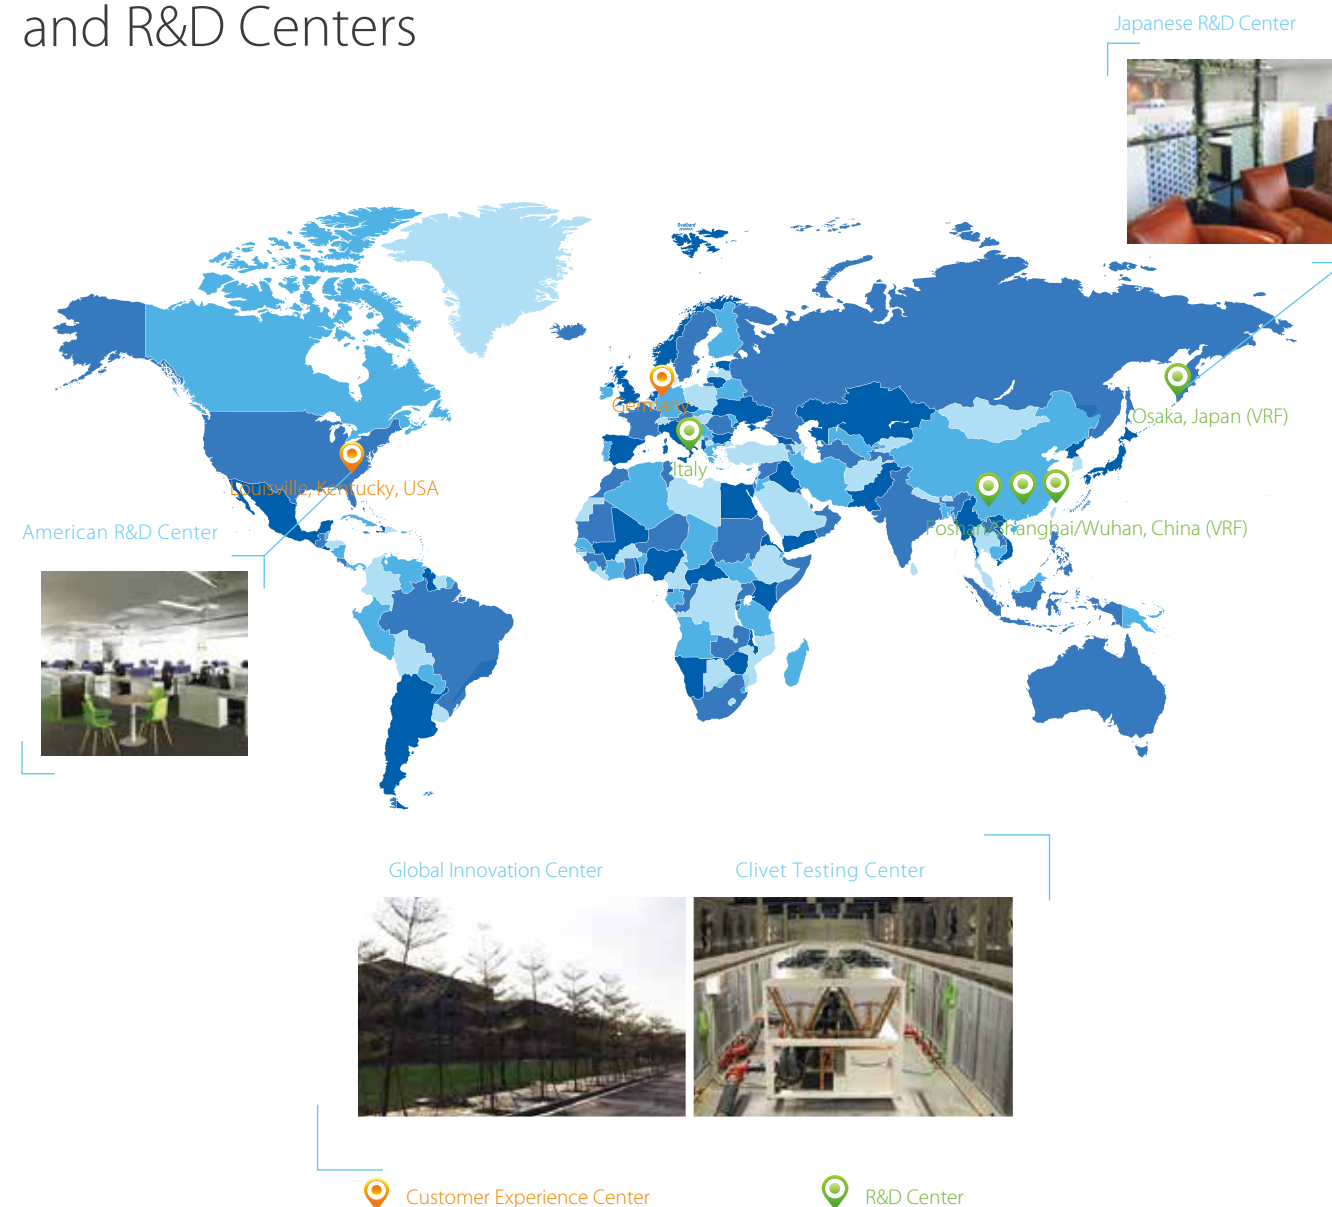 and R&D Centers
Japanese R&D Center
Germany
Osaka, Japan (VRF)
Italy
Louisville, Kentucky, USA
American R&D Center
Foshan/Shanghai/Wuhan, China (VRF)
Global Innovation Center
Clivet Testing Center
Customer Experience Center
R&D Center